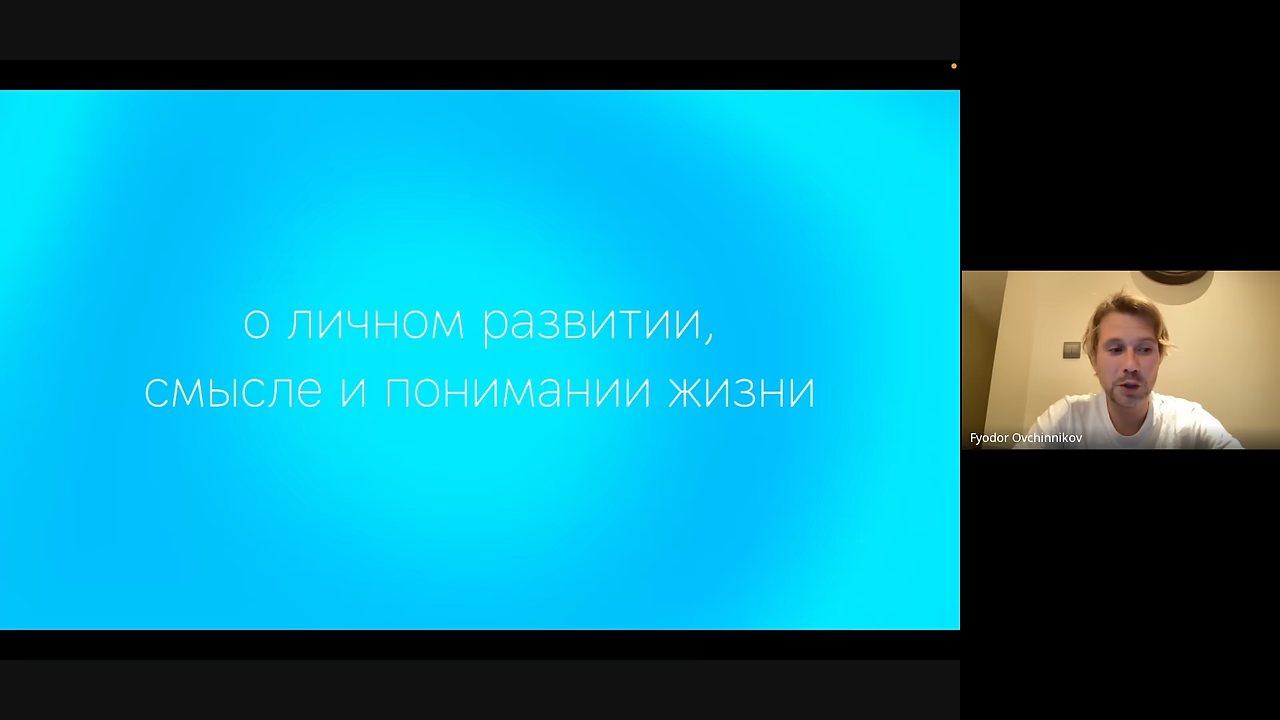 о личном развитии,
смысле и понимании жизни
Fyodor Ovchinnikov